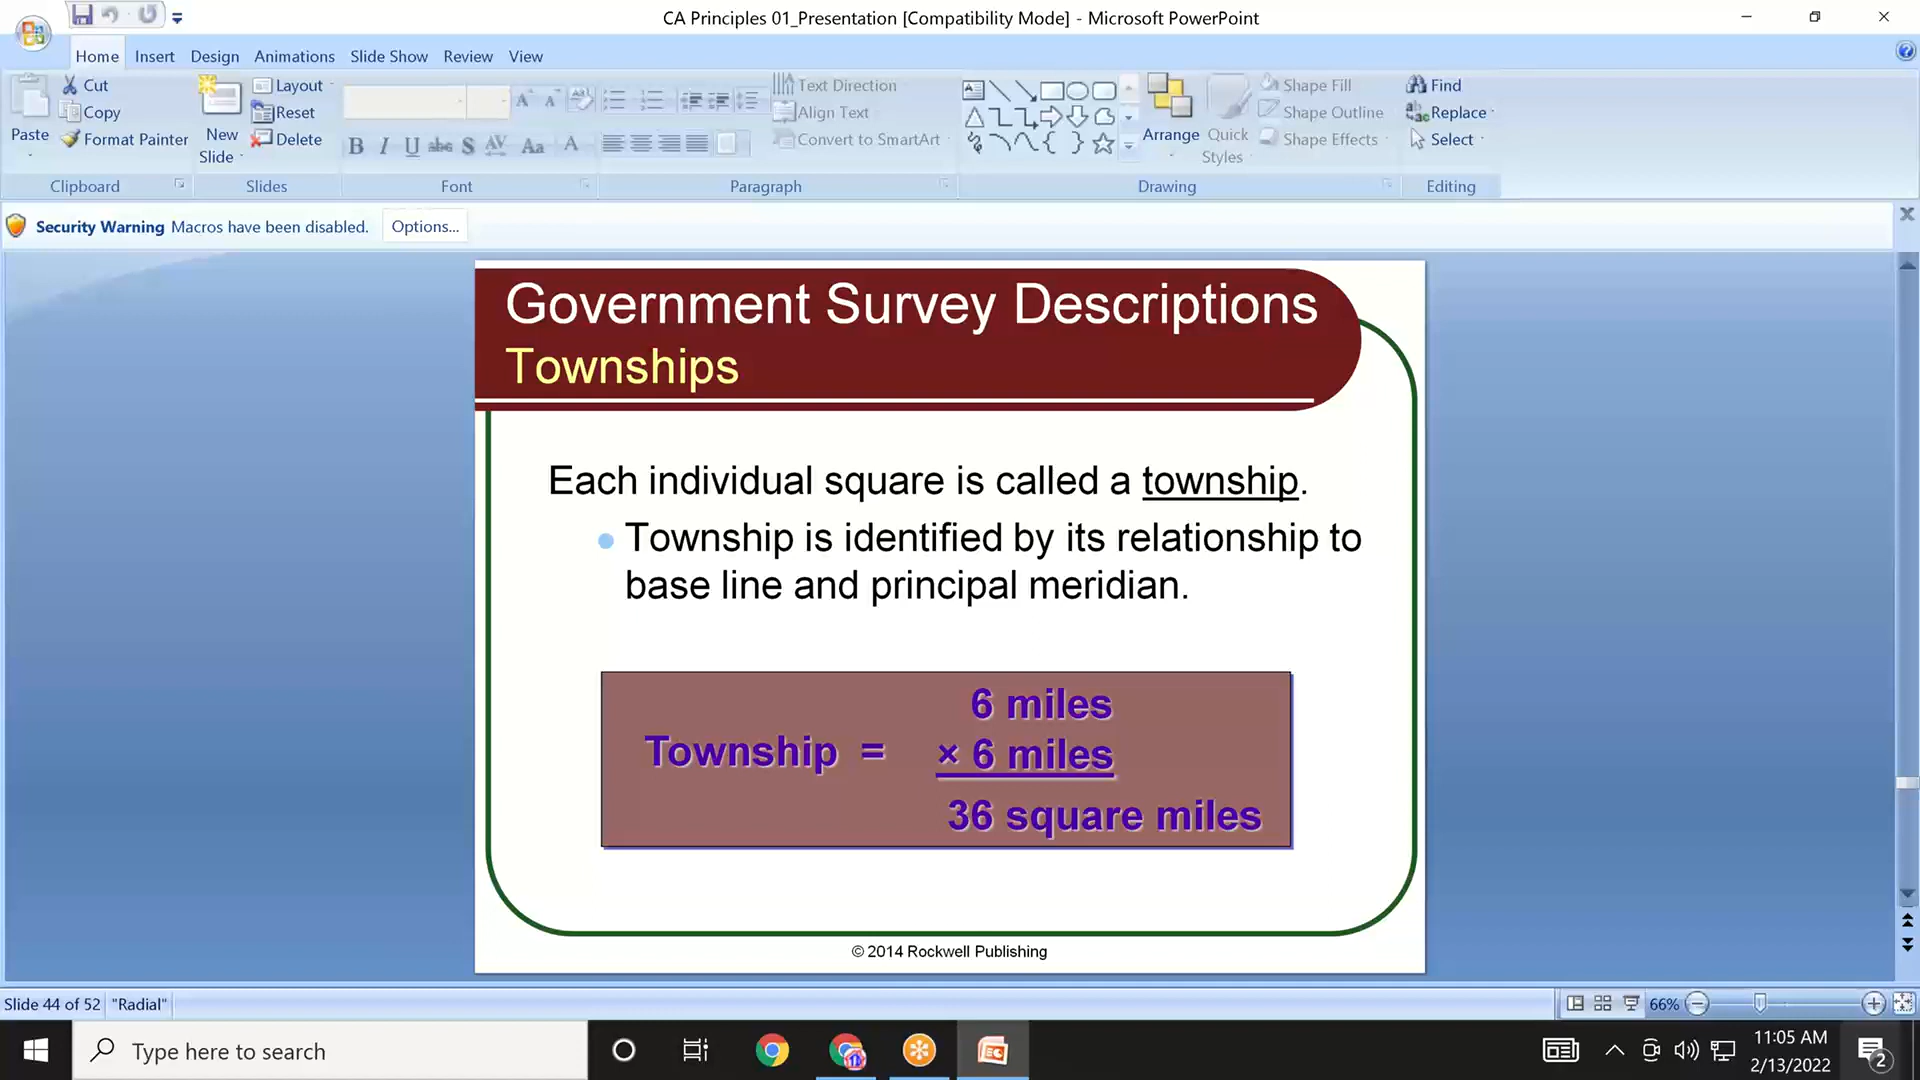 CA Principles 01_Presentation [Compatibility Mode] - Microsoft PowerPoint
Home Insert Design Animations Slide Show Review View
Paste
Cut
Copy
Format Painter
Clipboard
New
Slide
Layout
Reset
Delete
Slides
B I U abc S AV Aa A
Font
Text Direction
Align Text
Convert to SmartArt
Paragraph
Arrange
Quick
Styles
Shape Fill
Shape Outline
Shape Effects
Drawing
Find
Replace
Select
Editing
Security Warning Macros have been disabled. Options...
Government Survey Descriptions
Townships
Each individual square is called a township.
Township is identified by its relationship to
base line and principal meridian.
6 miles
Township = × 6 miles
36 square miles
© 2014 Rockwell Publishing
Slide 44 of 52 "Radial" 66%
Type here to search
11:05 AM
2/13/2022
2